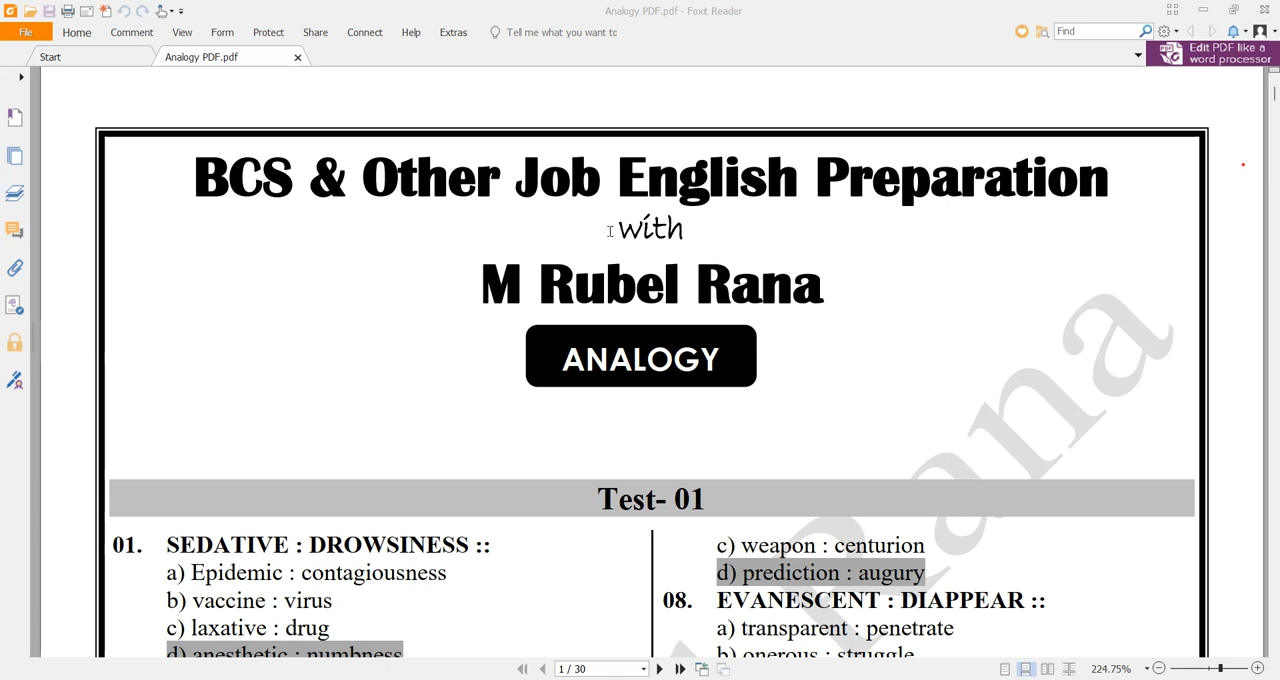 Analogy PDF.pdf - Foxit Reader
File Home Comment View Form Protect Share Connect Help Extras Tell me what you want to Find
Start Analogy PDF.pdf
Edit PDF like a
word processor
BCS & Other Job English Preparation
with
M Rubel Rana
ANALOGY
Test- 01
01. SEDATIVE : DROWSINESS ::
a) Epidemic : contagiousness
b) vaccine : virus
c) laxative : drug
d) anesthetic : numbness
c) weapon : centurion
d) prediction : augury
08. EVANESCENT : DIAPPEAR ::
a) transparent : penetrate
b) onerous : struggle
Rana
1 / 30
224.75%